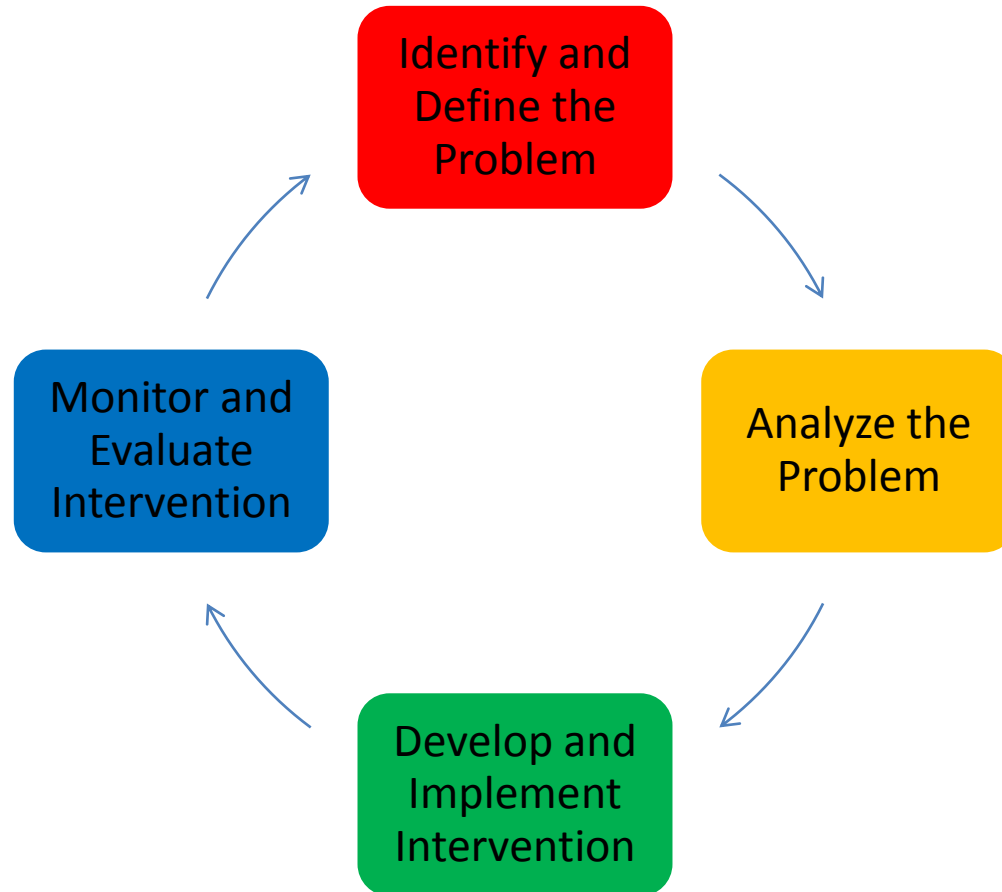 Identify and
Define the
Problem
Analyze the
Problem
Develop and
Implement
Intervention
Monitor and
Evaluate
Intervention